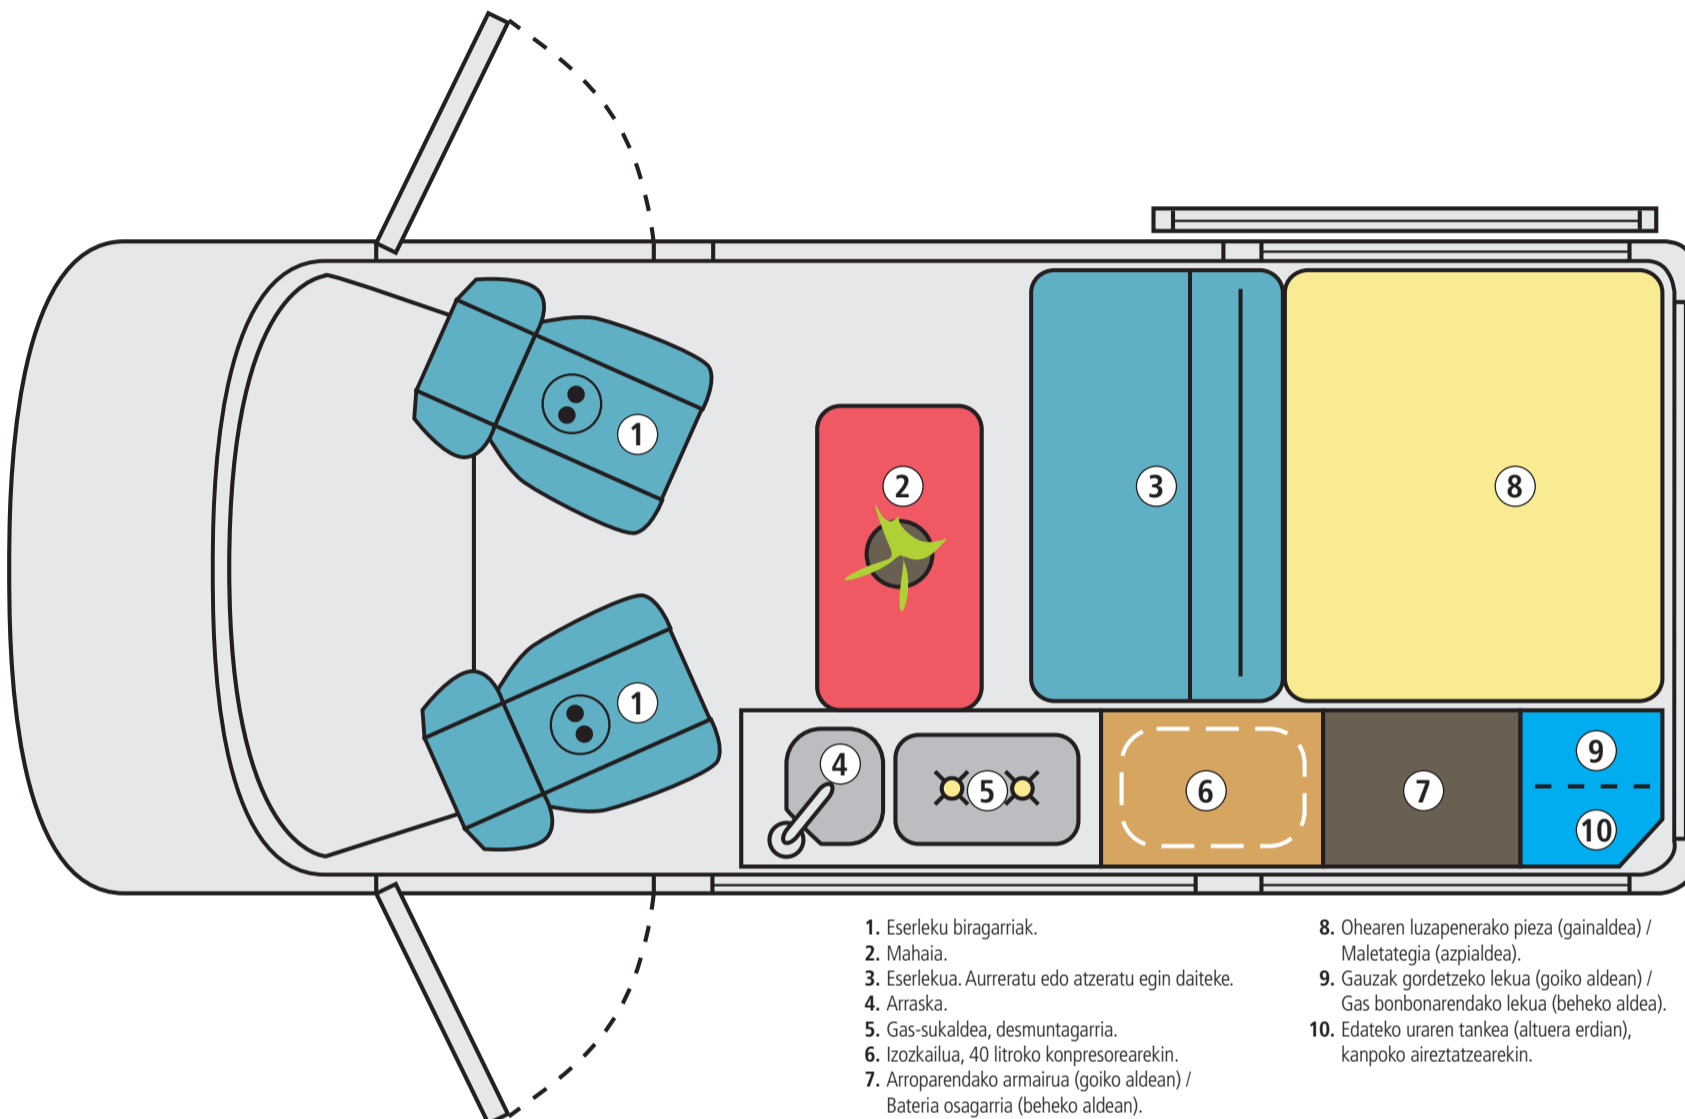 1
2
3
8
1
4
5
6
7
9
10
1. Eserleku biragarriak.
2. Mahaia.
3. Eserlekua. Aurreratu edo atzeratu egin daiteke.
4. Arraska.
5. Gas-sukaldea, desmuntagarria.
6. Izozkailua, 40 litroko konpresorearekin.
7. Arroparendako armairua (goiko aldean) /
Bateria osagarria (beheko aldean).
8. Ohearen luzapenerako pieza (gainaldea) /
Maletategia (azpialdea).
9. Gauzak gordetzeko lekua (goiko aldean) /
Gas bonbonarendako lekua (beheko aldea).
10. Edateko uraren tankea (altuera erdian),
kanpoko aireztatzearekin.